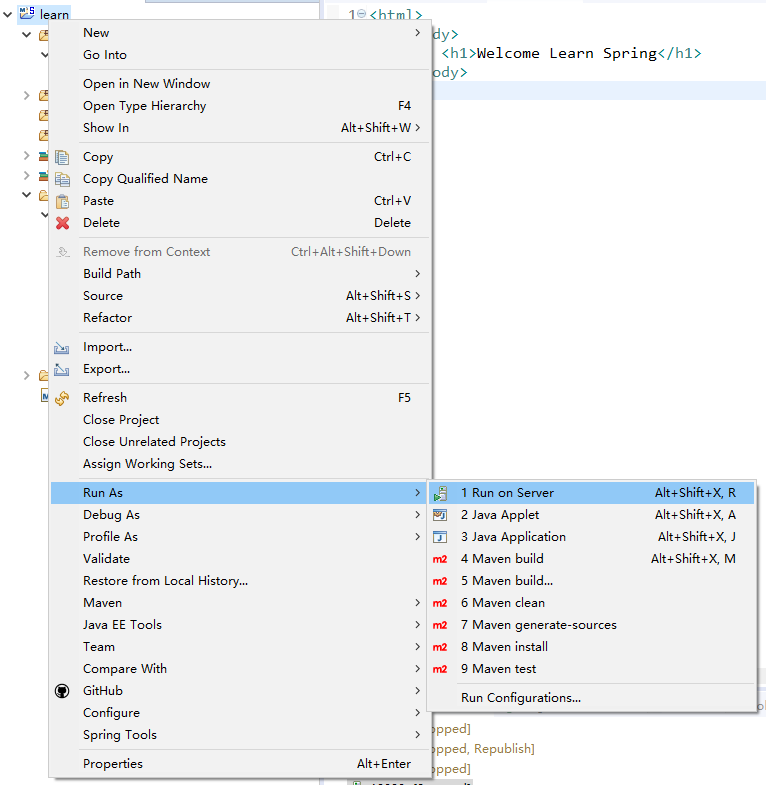 learn
1 <html>
dy>
<h1>Welcome Learn Spring</h1>
ody>
New
Go Into
Open in New Window
Open Type Hierarchy F4
Show In Alt+Shift+W
Copy Ctrl+C
Copy Qualified Name
Paste Ctrl+V
Delete Delete
Remove from Context Ctrl+Alt+Shift+Down
Build Path
Source Alt+Shift+S
Refactor Alt+Shift+T
Import...
Export...
Refresh F5
Close Project
Close Unrelated Projects
Assign Working Sets...
Run As
Debug As
Profile As
Validate
Restore from Local History...
Maven
Java EE Tools
Team
Compare With
GitHub
Configure
Spring Tools
Properties Alt+Enter
1 Run on Server Alt+Shift+X, R
2 Java Applet Alt+Shift+X, A
3 Java Application Alt+Shift+X, J
m2 4 Maven build Alt+Shift+X, M
m2 5 Maven build...
m2 6 Maven clean
m2 7 Maven generate-sources
m2 8 Maven install
m2 9 Maven test
Run Configurations...
opped]
opped, Republish]
opped]